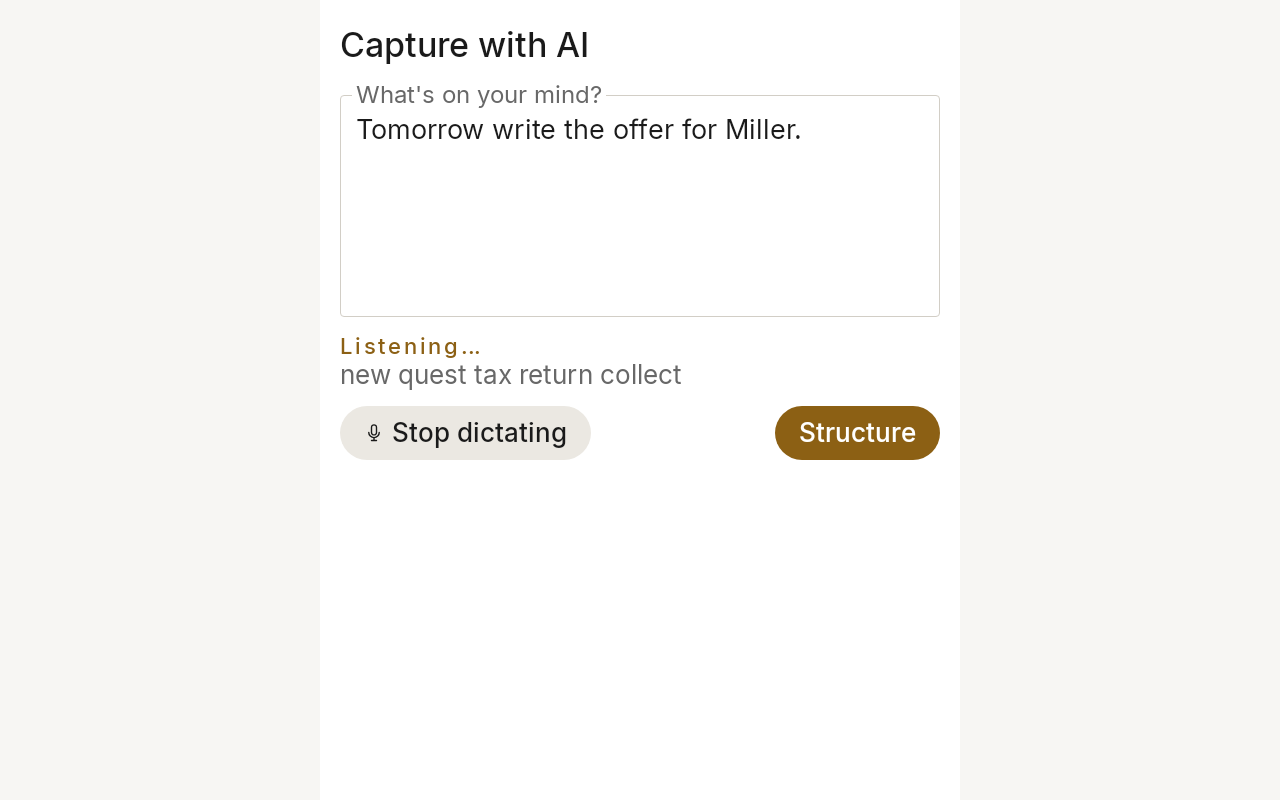 Capture with AI
What's on your mind?
Tomorrow write the offer for Miller.
Listening…
new quest tax return collect
Stop dictating
Structure